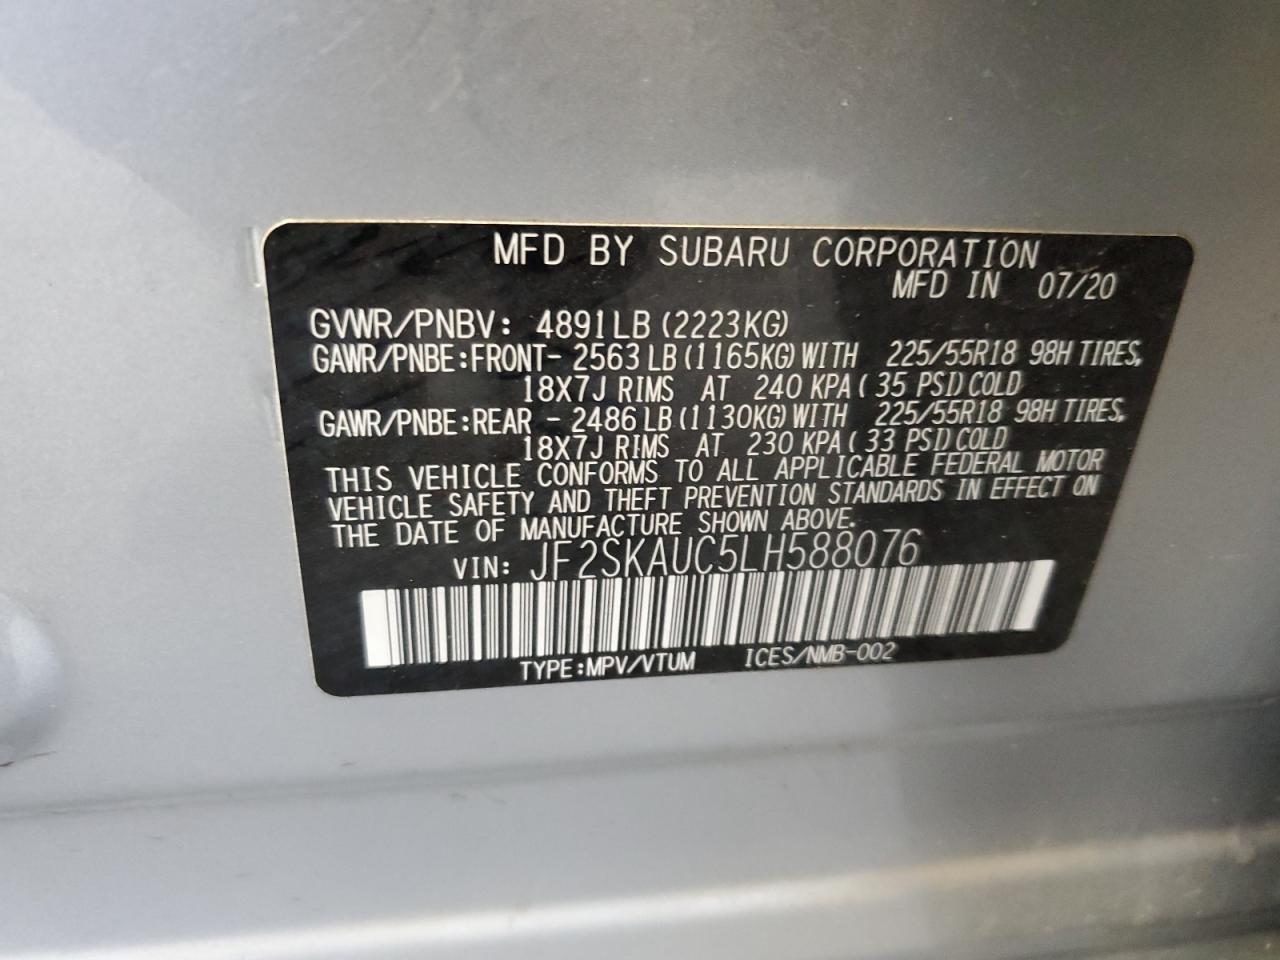 MFD BY SUBARU CORPORATION
MFD IN 07/20
GVWR/PNBV: 4891LB (2223KG)
GAWR/PNBE:FRONT- 2563LB (1165KG) WITH 225/55R18 98H TIRES,
18X7J RIMS AT 240 KPA ( 35 PSI) COLD
GAWR/PNBE:REAR - 2486LB (1130KG) WITH 225/55R18 98H TIRES,
18X7J RIMS AT 230 KPA ( 33 PSI) COLD
THIS VEHICLE CONFORMS TO ALL APPLICABLE FEDERAL MOTOR
VEHICLE SAFETY AND THEFT PREVENTION STANDARDS IN EFFECT ON
THE DATE OF MANUFACTURE SHOWN ABOVE.
VIN: JF2SKAUC5LH588076
TYPE:MPV/VTUM ICES/NMB-002